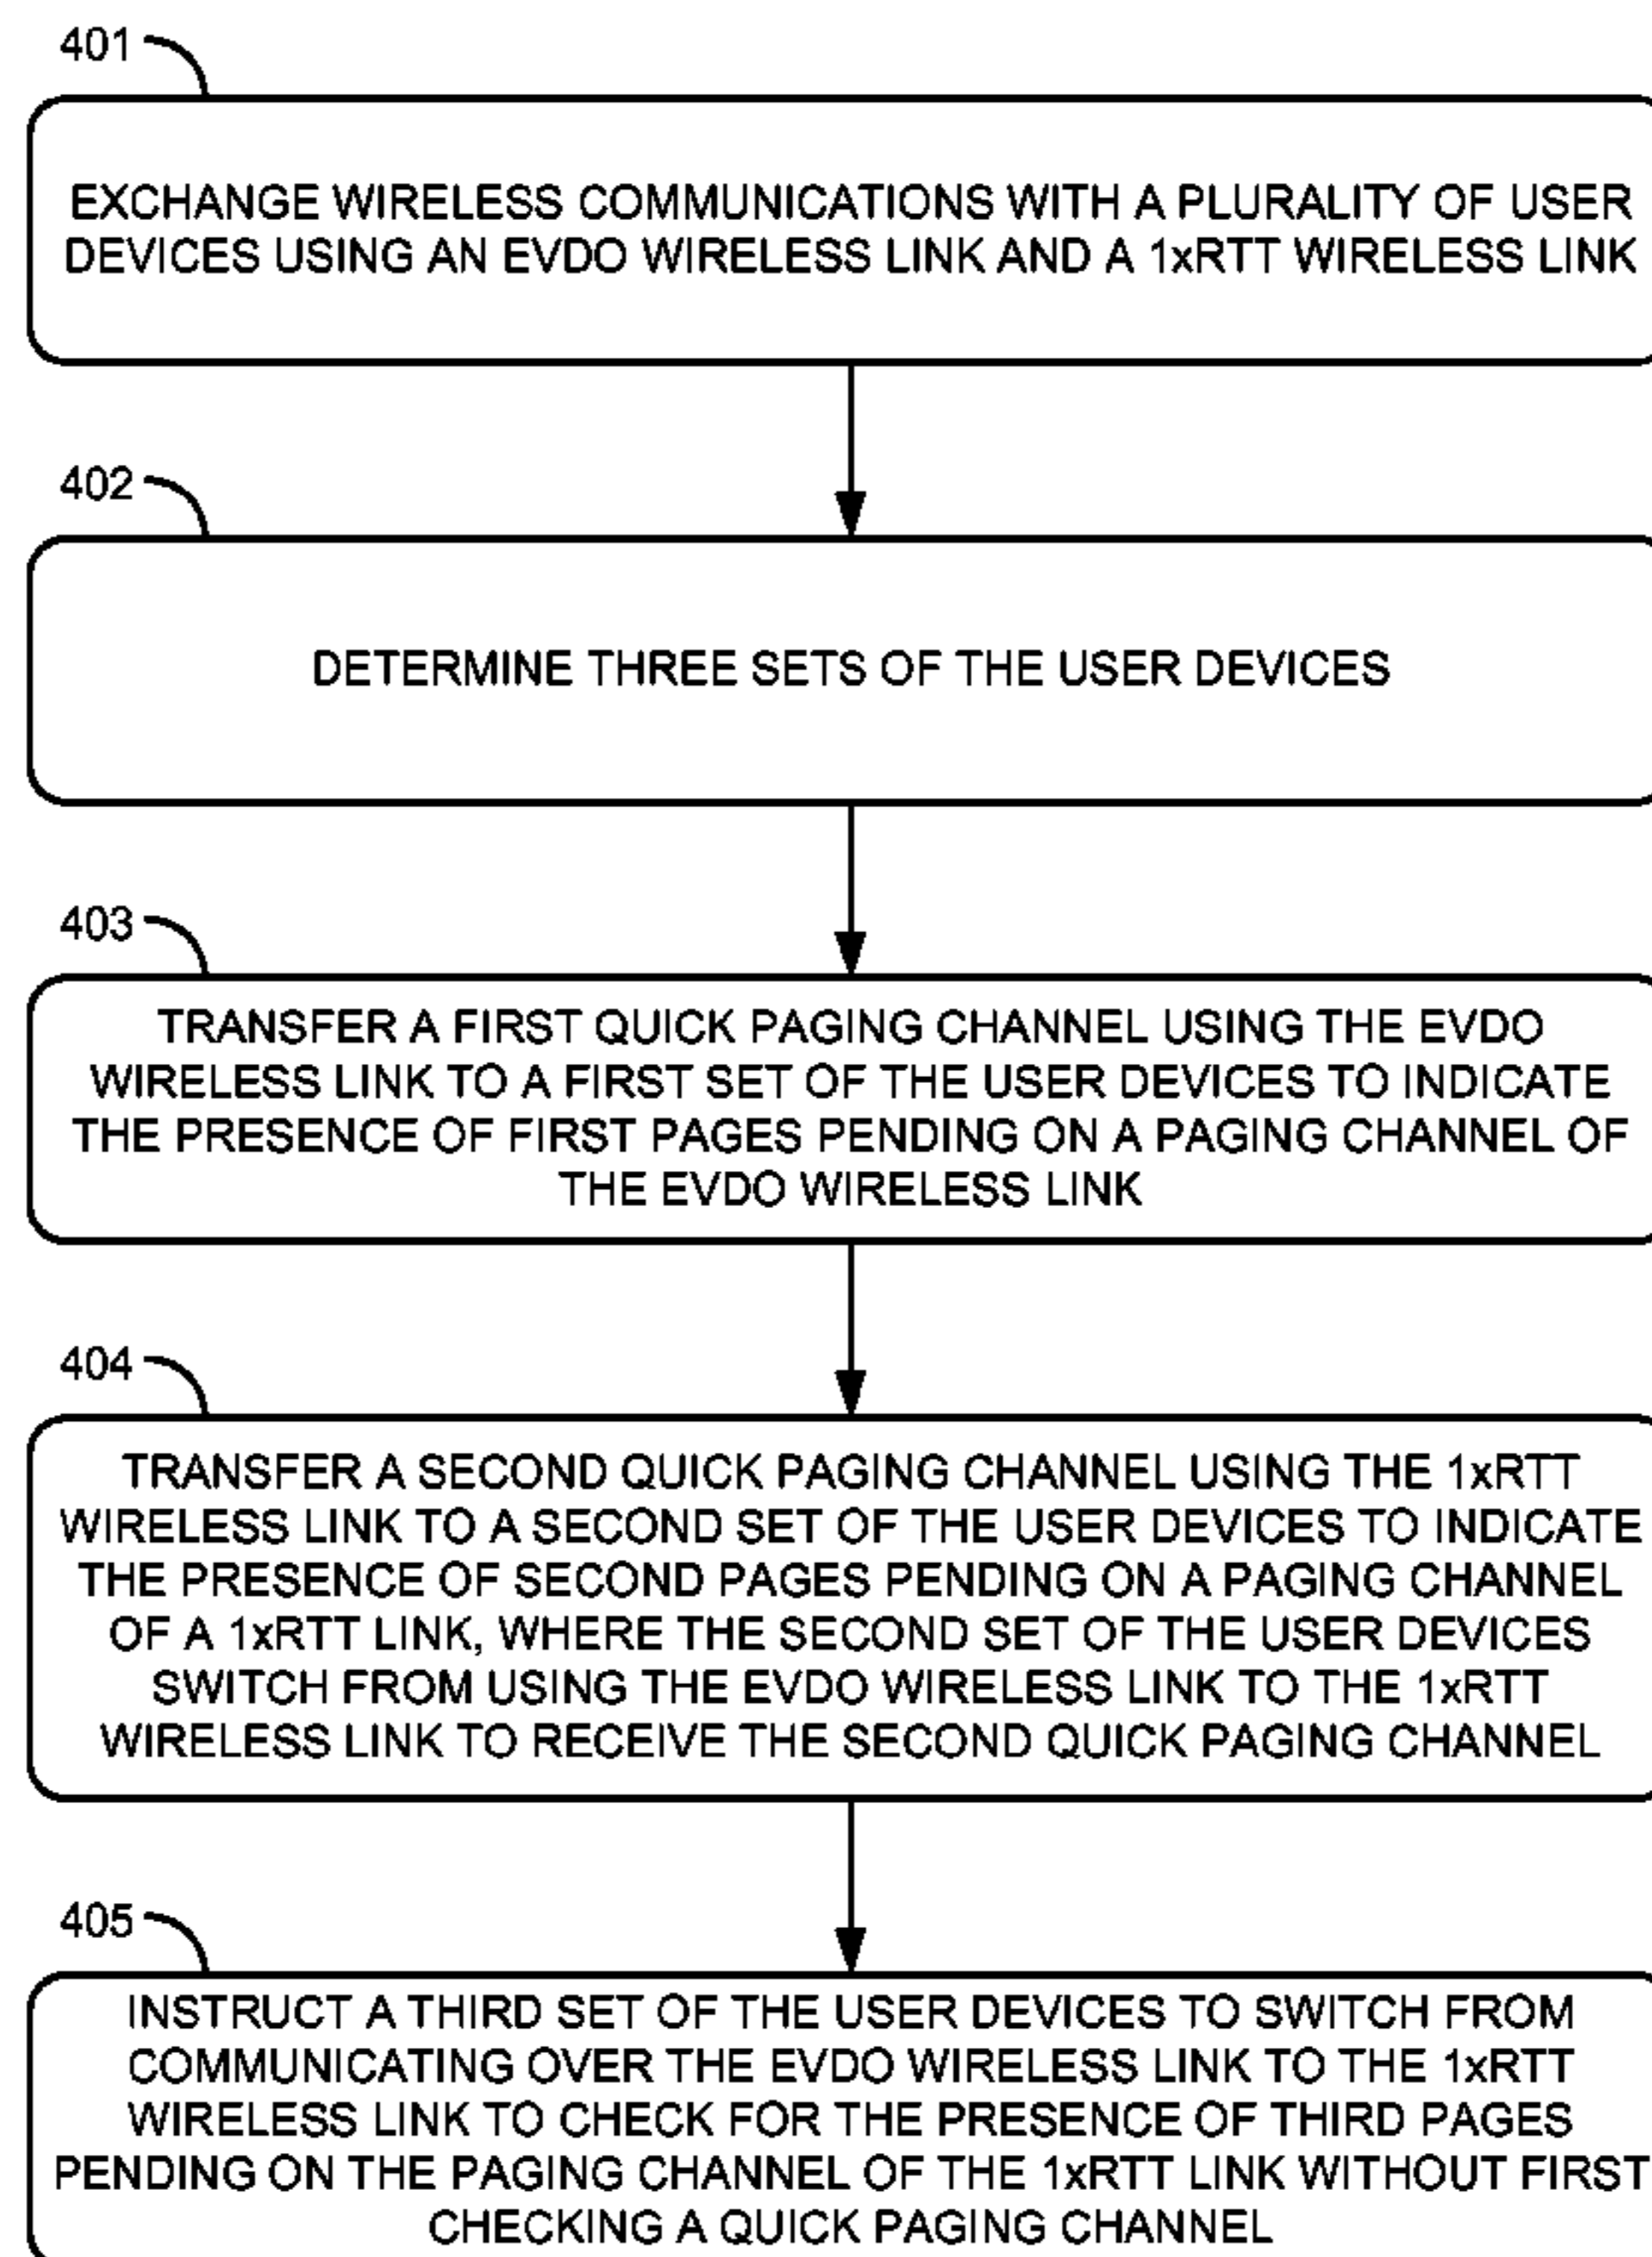 401
EXCHANGE WIRELESS COMMUNICATIONS WITH A PLURALITY OF USER
DEVICES USING AN EVDO WIRELESS LINK AND A 1xRTT WIRELESS LINK
402
DETERMINE THREE SETS OF THE USER DEVICES
403
TRANSFER A FIRST QUICK PAGING CHANNEL USING THE EVDO
WIRELESS LINK TO A FIRST SET OF THE USER DEVICES TO INDICATE
THE PRESENCE OF FIRST PAGES PENDING ON A PAGING CHANNEL OF
THE EVDO WIRELESS LINK
404
TRANSFER A SECOND QUICK PAGING CHANNEL USING THE 1xRTT
WIRELESS LINK TO A SECOND SET OF THE USER DEVICES TO INDICATE
THE PRESENCE OF SECOND PAGES PENDING ON A PAGING CHANNEL
OF A 1xRTT LINK, WHERE THE SECOND SET OF THE USER DEVICES
SWITCH FROM USING THE EVDO WIRELESS LINK TO THE 1xRTT
WIRELESS LINK TO RECEIVE THE SECOND QUICK PAGING CHANNEL
405
INSTRUCT A THIRD SET OF THE USER DEVICES TO SWITCH FROM
COMMUNICATING OVER THE EVDO WIRELESS LINK TO THE 1xRTT
WIRELESS LINK TO CHECK FOR THE PRESENCE OF THIRD PAGES
PENDING ON THE PAGING CHANNEL OF THE 1xRTT LINK WITHOUT FIRST
CHECKING A QUICK PAGING CHANNEL